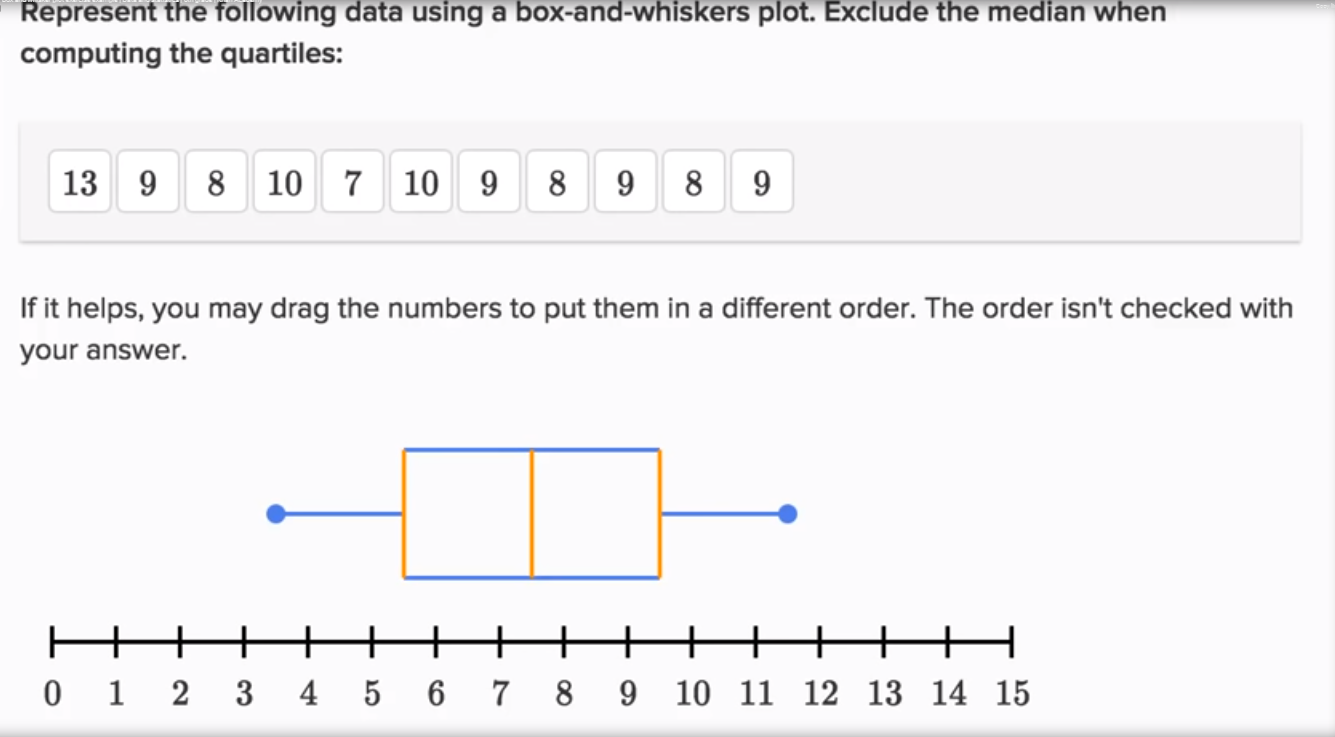 Represent the following data using a box-and-whiskers plot. Exclude the median when
computing the quartiles:
13 9 8 10 7 10 9 8 9 8 9
If it helps, you may drag the numbers to put them in a different order. The order isn't checked with
your answer.
0 1 2 3 4 5 6 7 8 9 10 11 12 13 14 15